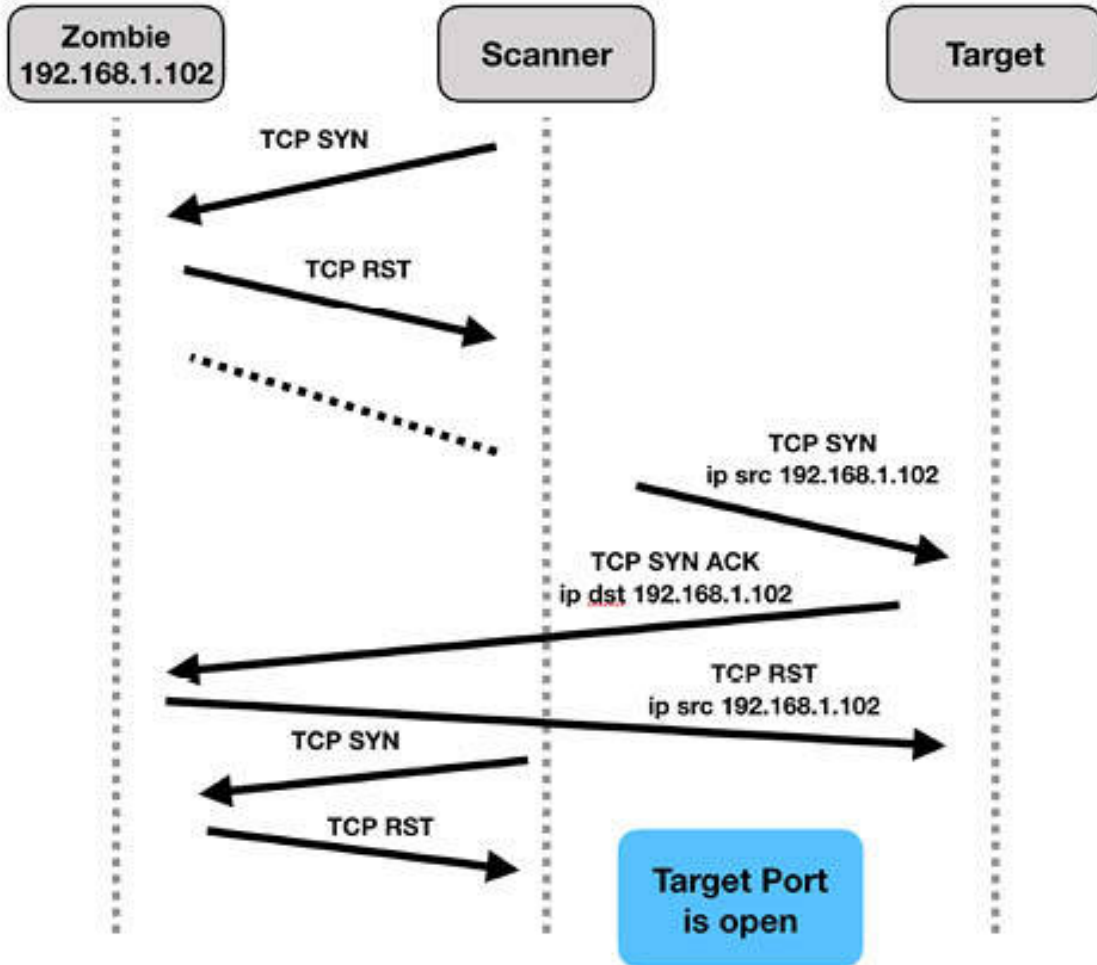 Zombie
192.168.1.102
Scanner
Target
TCP SYN
TCP RST
TCP SYN
ip src 192.168.1.102
TCP SYN ACK
ip dst 192.168.1.102
TCP RST
ip src 192.168.1.102
TCP SYN
TCP RST
Target Port
is open